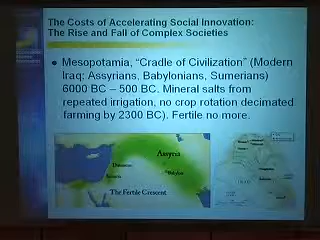 The Costs of Accelerating Social Innovation:
The Rise and Fall of Complex Societies
• Mesopotamia, "Cradle of Civilization" (Modern
Iraq: Assyrians, Babylonians, Sumerians)
6000 BC – 500 BC. Mineral salts from
repeated irrigation, no crop rotation decimated
farming by 2300 BC). Fertile no more.
Assyria
Babylon
The Fertile Crescent